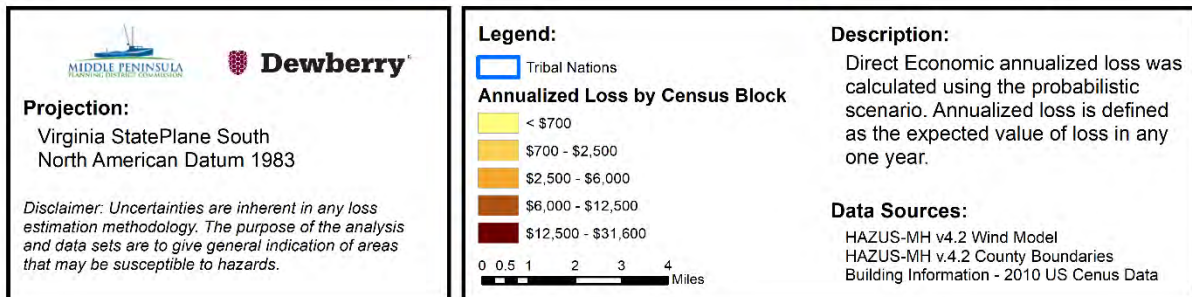 MIDDLE PENINSULA
PLANNING DISTRICT COMMISSION
Dewberry®
Projection:
Virginia StatePlane South
North American Datum 1983
Disclaimer: Uncertainties are inherent in any loss
estimation methodology. The purpose of the analysis
and data sets are to give general indication of areas
that may be susceptible to hazards.
Legend:
Tribal Nations
Annualized Loss by Census Block
< $700
$700 - $2,500
$2,500 - $6,000
$6,000 - $12,500
$12,500 - $31,600
0 0.5 1 2 3 4
Miles
Description:
Direct Economic annualized loss was
calculated using the probabilistic
scenario. Annualized loss is defined
as the expected value of loss in any
one year.
Data Sources:
HAZUS-MH v4.2 Wind Model
HAZUS-MH v.4.2 County Boundaries
Building Information - 2010 US Cenus Data